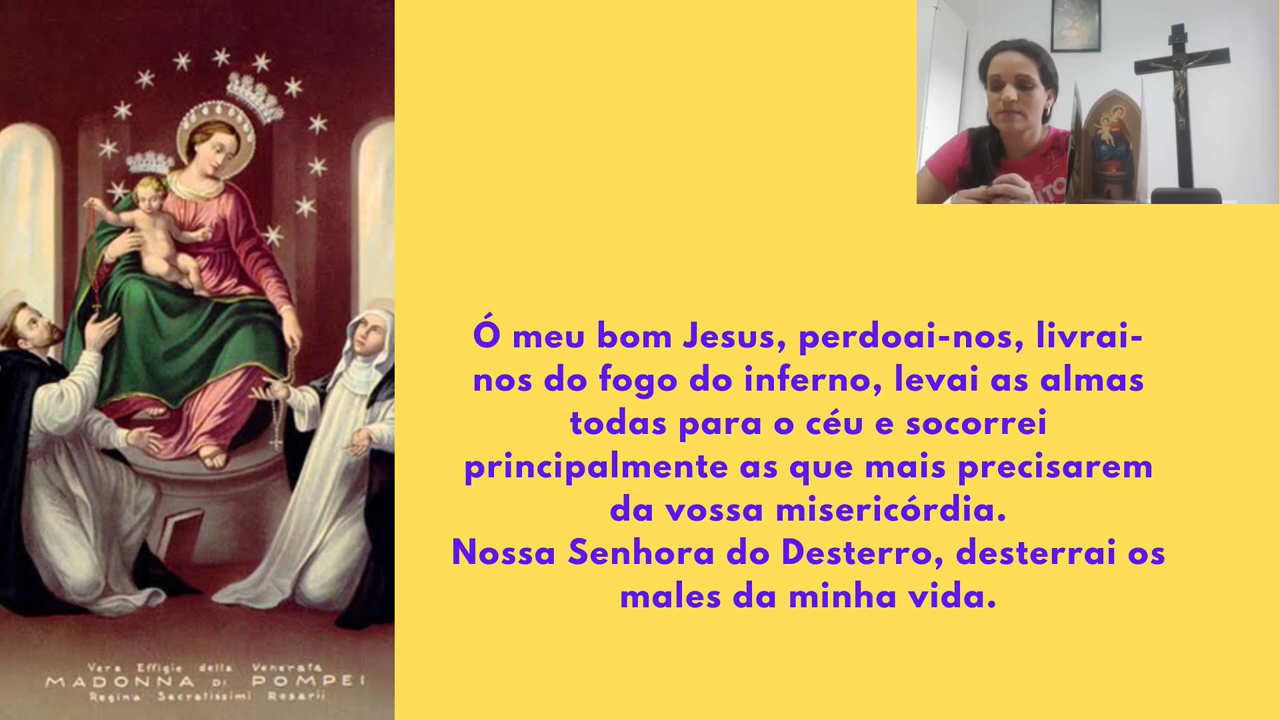 Ó meu bom Jesus, perdoai-nos, livrai-
nos do fogo do inferno, levai as almas
todas para o céu e socorrei
principalmente as que mais precisarem
da vossa misericórdia.
Nossa Senhora do Desterro, desterrai os
males da minha vida.
Vera Effigie della Venerata
MADONNA DI POMPEI
Regina Sacratissimi Rosarii